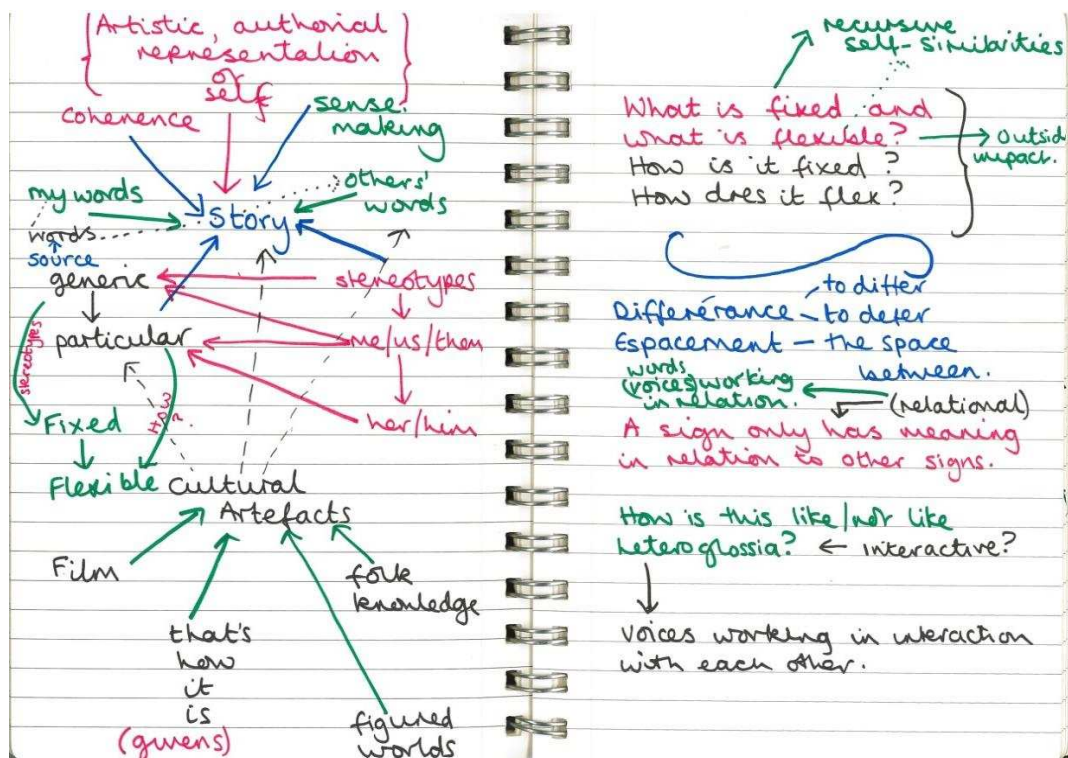 Artistic, authorial
representation
of
self
coherence
sense
making
my words
others'
words
words
Story
source
generic
stereotypes
particular
me/us/them
stereotypes
Fixed
How?
her/him
Flexible
Cultural
Artefacts
Film
folk
knowledge
that's
how
it
is
(givens)
figured
worlds
recursive
self-similarities
What is fixed and
what is flexible?
outsid
impact.
How is it fixed?
How does it flex?
to differ
Différérance
to defer
Espacement — the space
between.
words
(voices) working
in relation.
(relational)
A sign only has meaning
in relation to other signs.
How is this like/not like
heteroglossia?
interactive?
Voices working in interaction
with each other.